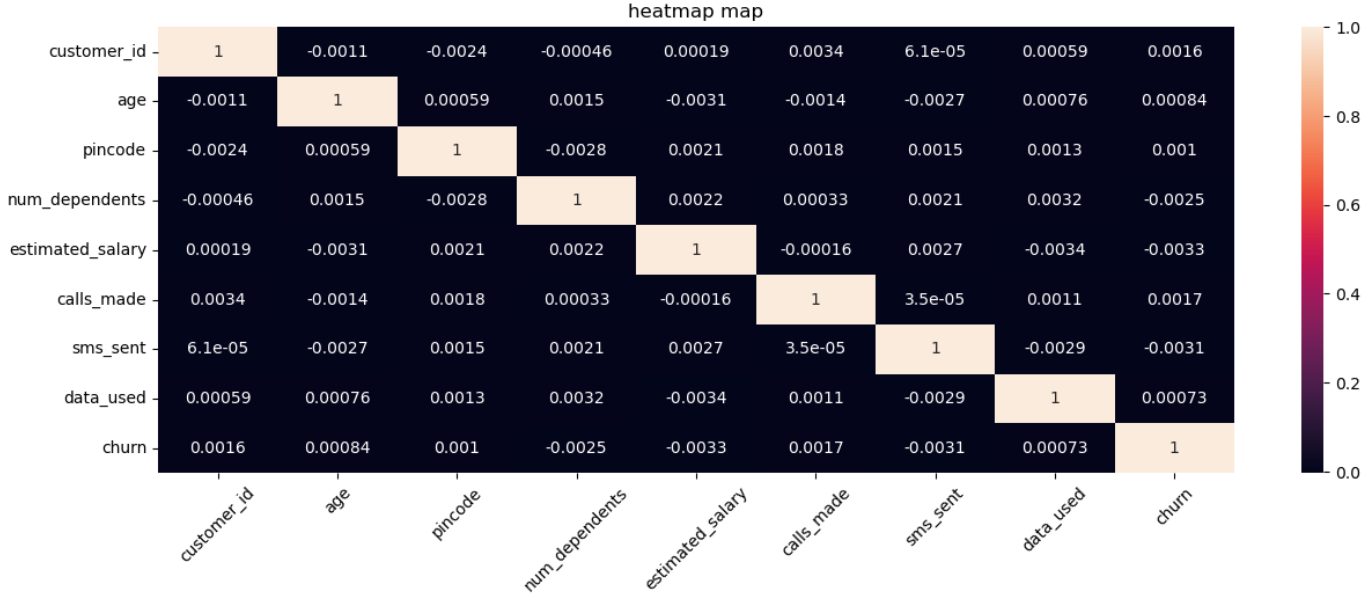 heatmap map
customer_id 1 -0.0011 -0.0024 -0.00046 0.00019 0.0034 6.1e-05 0.00059 0.0016
age -0.0011 1 0.00059 0.0015 -0.0031 -0.0014 -0.0027 0.00076 0.00084
pincode -0.0024 0.00059 1 -0.0028 0.0021 0.0018 0.0015 0.0013 0.001
num_dependents -0.00046 0.0015 -0.0028 1 0.0022 0.00033 0.0021 0.0032 -0.0025
estimated_salary 0.00019 -0.0031 0.0021 0.0022 1 -0.00016 0.0027 -0.0034 -0.0033
calls_made 0.0034 -0.0014 0.0018 0.00033 -0.00016 1 3.5e-05 0.0011 0.0017
sms_sent 6.1e-05 -0.0027 0.0015 0.0021 0.0027 3.5e-05 1 -0.0029 -0.0031
data_used 0.00059 0.00076 0.0013 0.0032 -0.0034 0.0011 -0.0029 1 0.00073
churn 0.0016 0.00084 0.001 -0.0025 -0.0033 0.0017 -0.0031 0.00073 1
customer_id age pincode num_dependents estimated_salary calls_made sms_sent data_used churn
1.0
0.8
0.6
0.4
0.2
0.0